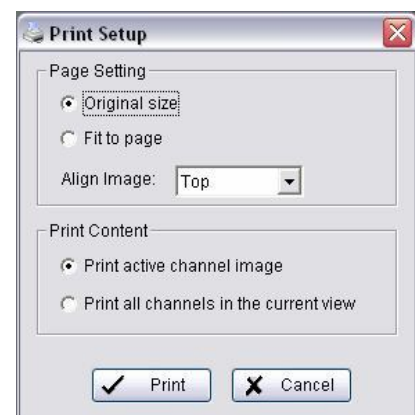 Print Setup
Page Setting
Original size
Fit to page
Align Image: Top
Print Content
Print active channel image
Print all channels in the current view
Print Cancel